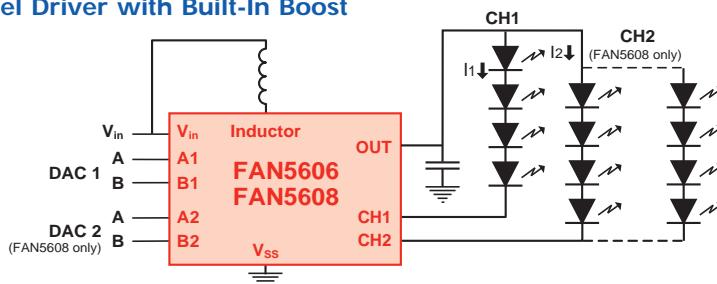 el Driver with Built-In Boost
CH1
CH2
(FAN5608 only)
I1
I2
Vin
Vin
Inductor
OUT
A
A1
DAC 1
B
B1
FAN5606
FAN5608
A
A2
DAC 2
(FAN5608 only)
B
B2
CH1
CH2
VSS